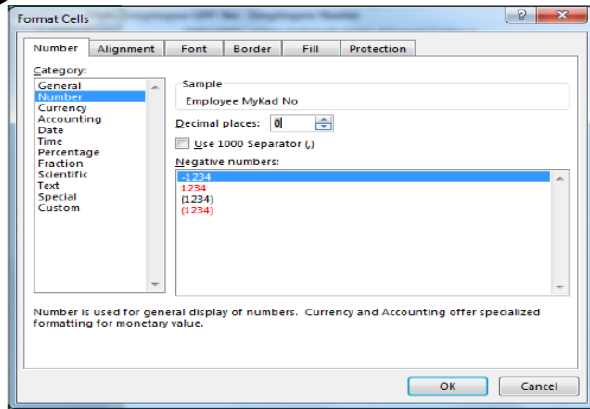 Format Cells
Number Alignment Font Border Fill Protection
Category:
General
Number
Currency
Accounting
Date
Time
Percentage
Fraction
Scientific
Text
Special
Custom
Sample
Employee MyKad No
Decimal places: 0
Use 1000 Separator (,)
Negative numbers:
-1234
1234
(1234)
(1234)
Number is used for general display of numbers. Currency and Accounting offer specialized
formatting for monetary value.
OK Cancel